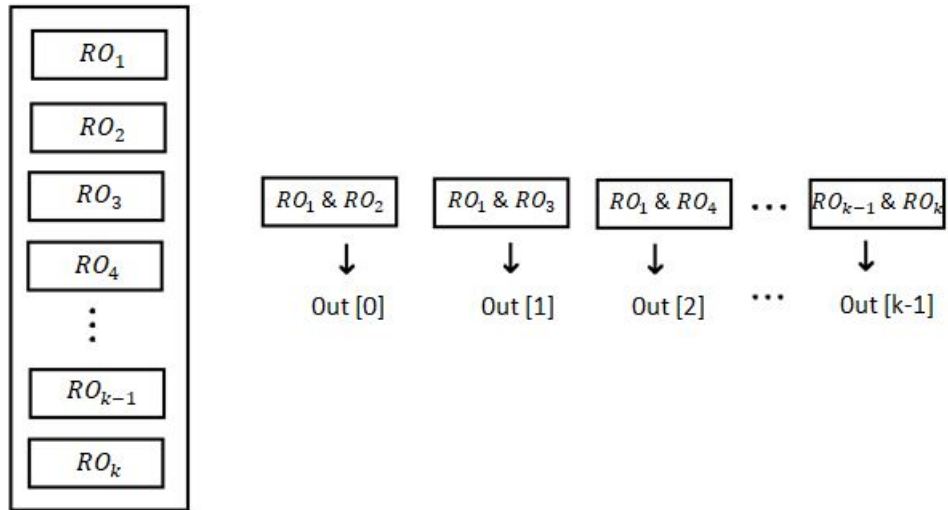 RO₁
RO₂
RO₃
RO₄
⋮
RO₍ₖ₋₁₎
ROₖ
RO₁ & RO₂ RO₁ & RO₃ RO₁ & RO₄ ... ROₖ₋₁ & ROₖ
Out [0] Out [1] Out [2] ... Out [k-1]